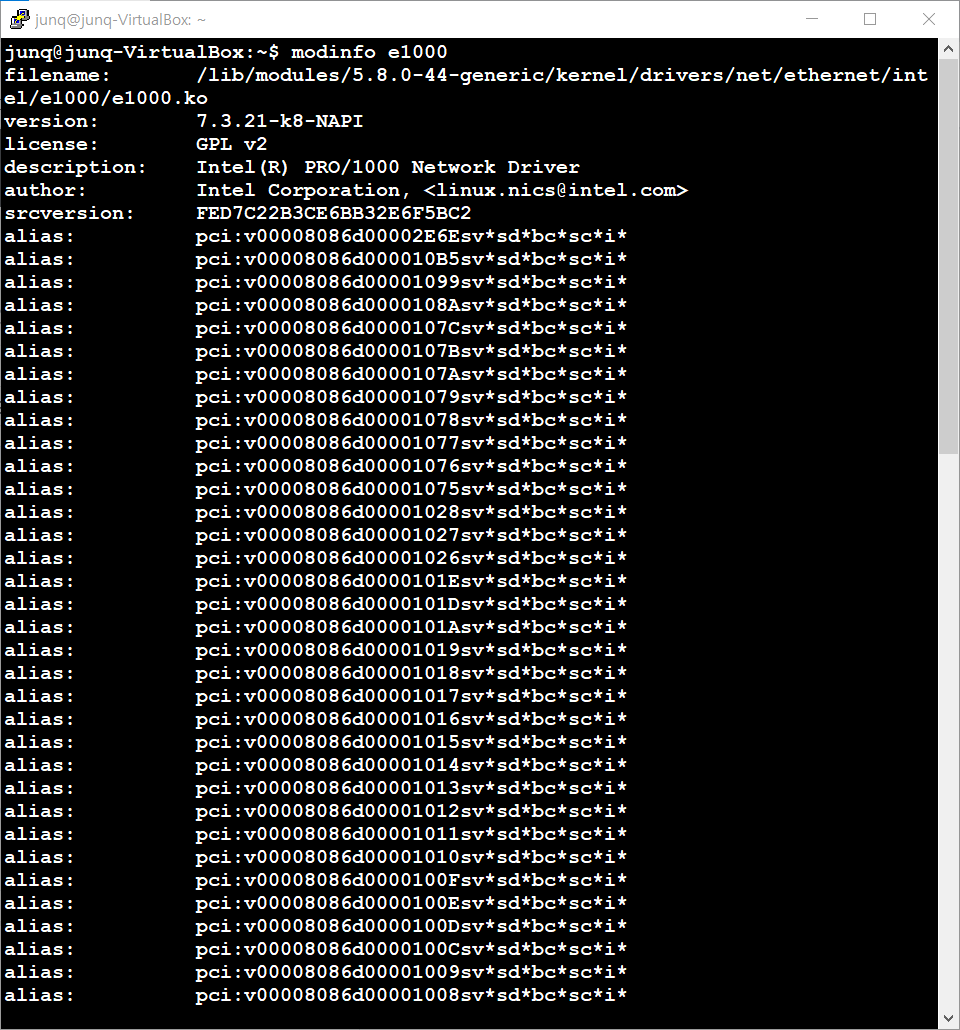 junq@junq-VirtualBox: ~
junq@junq-VirtualBox:~$ modinfo e1000
filename:       /lib/modules/5.8.0-44-generic/kernel/drivers/net/ethernet/int
el/e1000/e1000.ko
version:        7.3.21-k8-NAPI
license:        GPL v2
description:    Intel(R) PRO/1000 Network Driver
author:         Intel Corporation, <linux.nics@intel.com>
srcversion:     FED7C22B3CE6BB32E6F5BC2
alias:          pci:v00008086d00002E6Esv*sd*bc*sc*i*
alias:          pci:v00008086d000010B5sv*sd*bc*sc*i*
alias:          pci:v00008086d00001099sv*sd*bc*sc*i*
alias:          pci:v00008086d0000108Asv*sd*bc*sc*i*
alias:          pci:v00008086d0000107Csv*sd*bc*sc*i*
alias:          pci:v00008086d0000107Bsv*sd*bc*sc*i*
alias:          pci:v00008086d0000107Asv*sd*bc*sc*i*
alias:          pci:v00008086d00001079sv*sd*bc*sc*i*
alias:          pci:v00008086d00001078sv*sd*bc*sc*i*
alias:          pci:v00008086d00001077sv*sd*bc*sc*i*
alias:          pci:v00008086d00001076sv*sd*bc*sc*i*
alias:          pci:v00008086d00001075sv*sd*bc*sc*i*
alias:          pci:v00008086d00001028sv*sd*bc*sc*i*
alias:          pci:v00008086d00001027sv*sd*bc*sc*i*
alias:          pci:v00008086d00001026sv*sd*bc*sc*i*
alias:          pci:v00008086d0000101Esv*sd*bc*sc*i*
alias:          pci:v00008086d0000101Dsv*sd*bc*sc*i*
alias:          pci:v00008086d0000101Asv*sd*bc*sc*i*
alias:          pci:v00008086d00001019sv*sd*bc*sc*i*
alias:          pci:v00008086d00001018sv*sd*bc*sc*i*
alias:          pci:v00008086d00001017sv*sd*bc*sc*i*
alias:          pci:v00008086d00001016sv*sd*bc*sc*i*
alias:          pci:v00008086d00001015sv*sd*bc*sc*i*
alias:          pci:v00008086d00001014sv*sd*bc*sc*i*
alias:          pci:v00008086d00001013sv*sd*bc*sc*i*
alias:          pci:v00008086d00001012sv*sd*bc*sc*i*
alias:          pci:v00008086d00001011sv*sd*bc*sc*i*
alias:          pci:v00008086d00001010sv*sd*bc*sc*i*
alias:          pci:v00008086d0000100Fsv*sd*bc*sc*i*
alias:          pci:v00008086d0000100Esv*sd*bc*sc*i*
alias:          pci:v00008086d0000100Dsv*sd*bc*sc*i*
alias:          pci:v00008086d0000100Csv*sd*bc*sc*i*
alias:          pci:v00008086d00001009sv*sd*bc*sc*i*
alias:          pci:v00008086d00001008sv*sd*bc*sc*i*